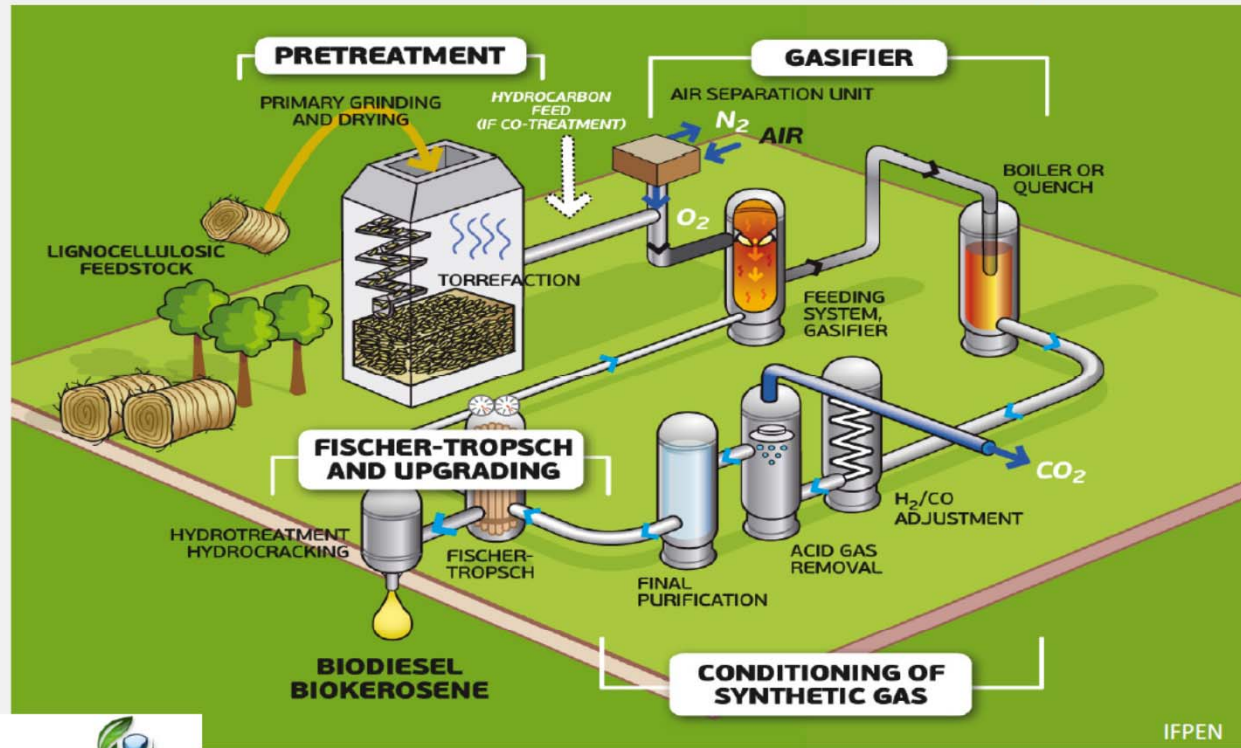 PRETREATMENT
PRIMARY GRINDING
AND DRYING
HYDROCARBON
FEED
(IF CO-TREATMENT)
GASIFIER
AIR SEPARATION UNIT
N₂
AIR
O₂
BOILER OR
QUENCH
LIGNOCELLULOSIC
FEEDSTOCK
TORREFACTION
FEEDING
SYSTEM,
GASIFIER
FISCHER-TROPSCH
AND UPGRADING
CO₂
H₂/CO
ADJUSTMENT
HYDROTREATMENT
HYDROCRACKING
FISCHER-
TROPSCH
ACID GAS
REMOVAL
FINAL
PURIFICATION
BIODIESEL
BIOKEROSENE
CONDITIONING OF
SYNTHETIC GAS
IFPEN